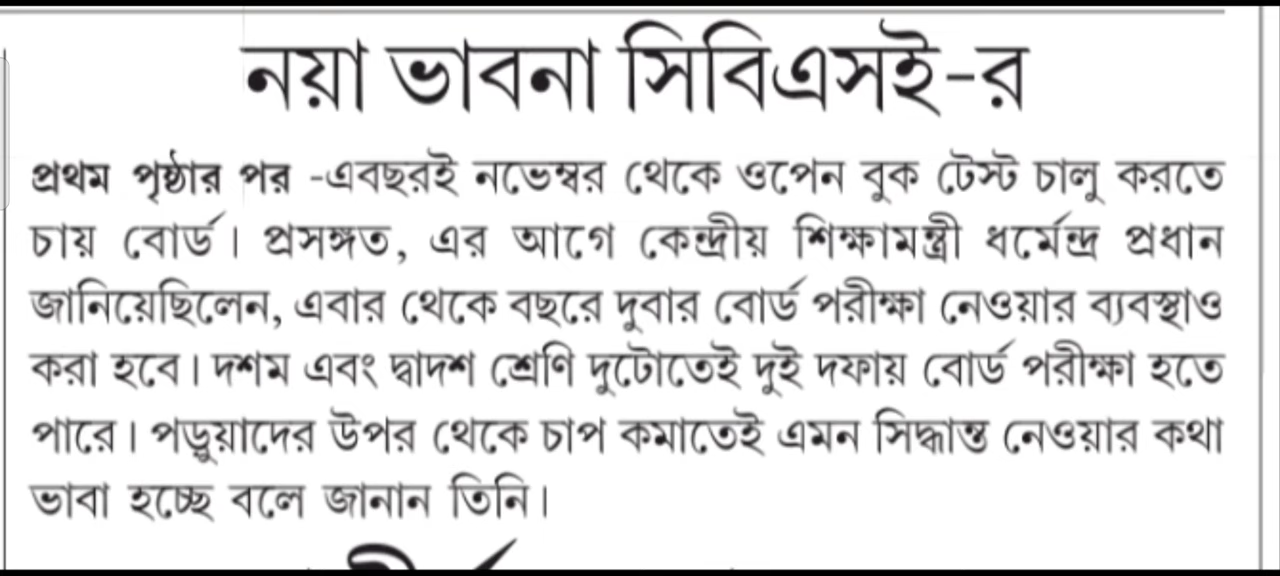 নয়া ভাবনা সিবিএসই-র
প্রথম পৃষ্ঠার পর -এবছরই নভেম্বর থেকে ওপেন বুক টেস্ট চালু করতে
চায় বোর্ড। প্রসঙ্গত, এর আগে কেন্দ্রীয় শিক্ষামন্ত্রী ধর্মেন্দ্র প্রধান
জানিয়েছিলেন, এবার থেকে বছরে দুবার বোর্ড পরীক্ষা নেওয়ার ব্যবস্থাও
করা হবে। দশম এবং দ্বাদশ শ্রেণি দুটোতেই দুই দফায় বোর্ড পরীক্ষা হতে
পারে। পড়ুয়াদের উপর থেকে চাপ কমাতেই এমন সিদ্ধান্ত নেওয়ার কথা
ভাবা হচ্ছে বলে জানান তিনি।